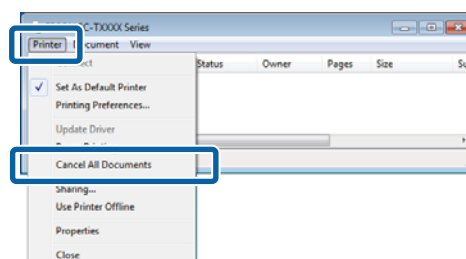 C-TXXXX Series
Printer Document View
Status Owner Pages Size
Set As Default Printer
Printing Preferences...
Update Driver
Cancel All Documents
Sharing...
Use Printer Offline
Properties
Close